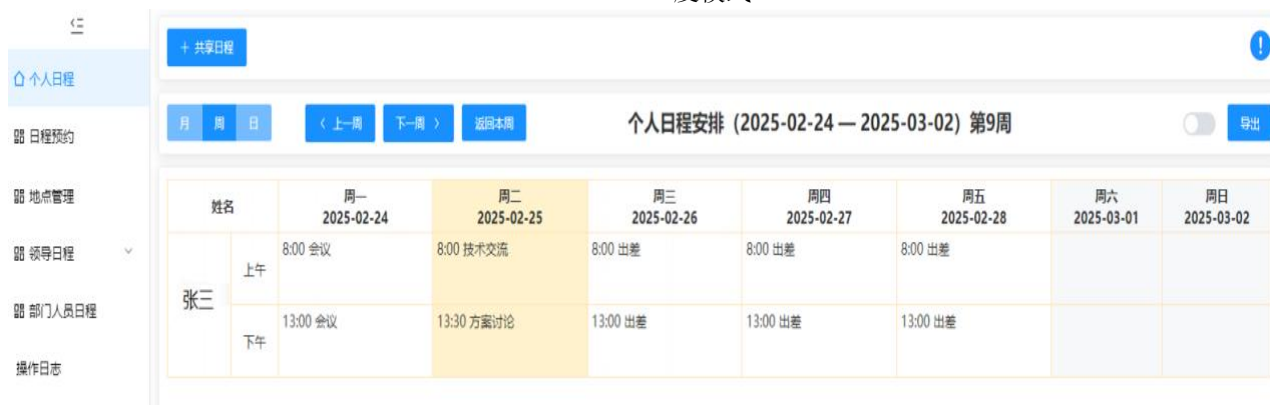 + 共享日程
个人日程
日程预约
地点管理
领导日程
部门人员日程
操作日志
月 周 日 < 上一周 下一周 > 返回本周 个人日程安排 (2025-02-24 — 2025-03-02) 第9周 导出
姓名 周一 2025-02-24 周二 2025-02-25 周三 2025-02-26 周四 2025-02-27 周五 2025-02-28 周六 2025-03-01 周日 2025-03-02
张三
上午 8:00 会议 8:00 技术交流 8:00 出差 8:00 出差 8:00 出差
下午 13:00 会议 13:30 方案讨论 13:00 出差 13:00 出差 13:00 出差